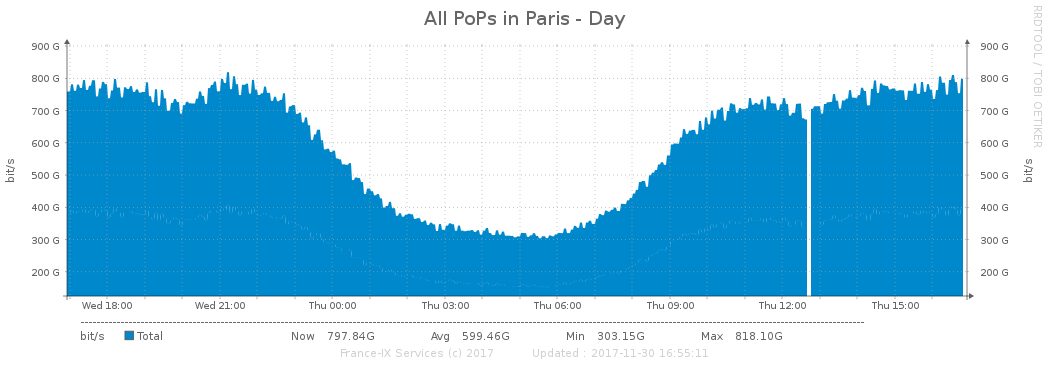 All PoPs in Paris - Day
RRDTOOL / TOBI OETIKER
900 G 900 G
800 G 800 G
700 G 700 G
600 G 600 G
500 G 500 G
400 G 400 G
300 G 300 G
200 G 200 G
bit/s bit/s
Wed 18:00 Wed 21:00 Thu 00:00 Thu 03:00 Thu 06:00 Thu 09:00 Thu 12:00 Thu 15:00
bit/s Total Now 797.84G Avg 599.46G Min 303.15G Max 818.10G
France-IX Services (c) 2017 Updated : 2017-11-30 16:55:11